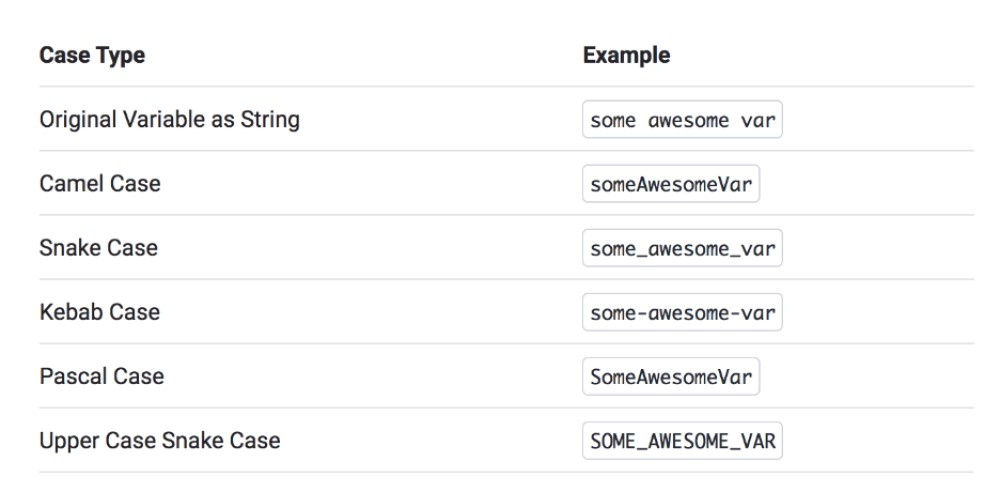 Case Type Example
Original Variable as String some awesome var
Camel Case someAwesomeVar
Snake Case some_awesome_var
Kebab Case some-awesome-var
Pascal Case SomeAwesomeVar
Upper Case Snake Case SOME_AWESOME_VAR